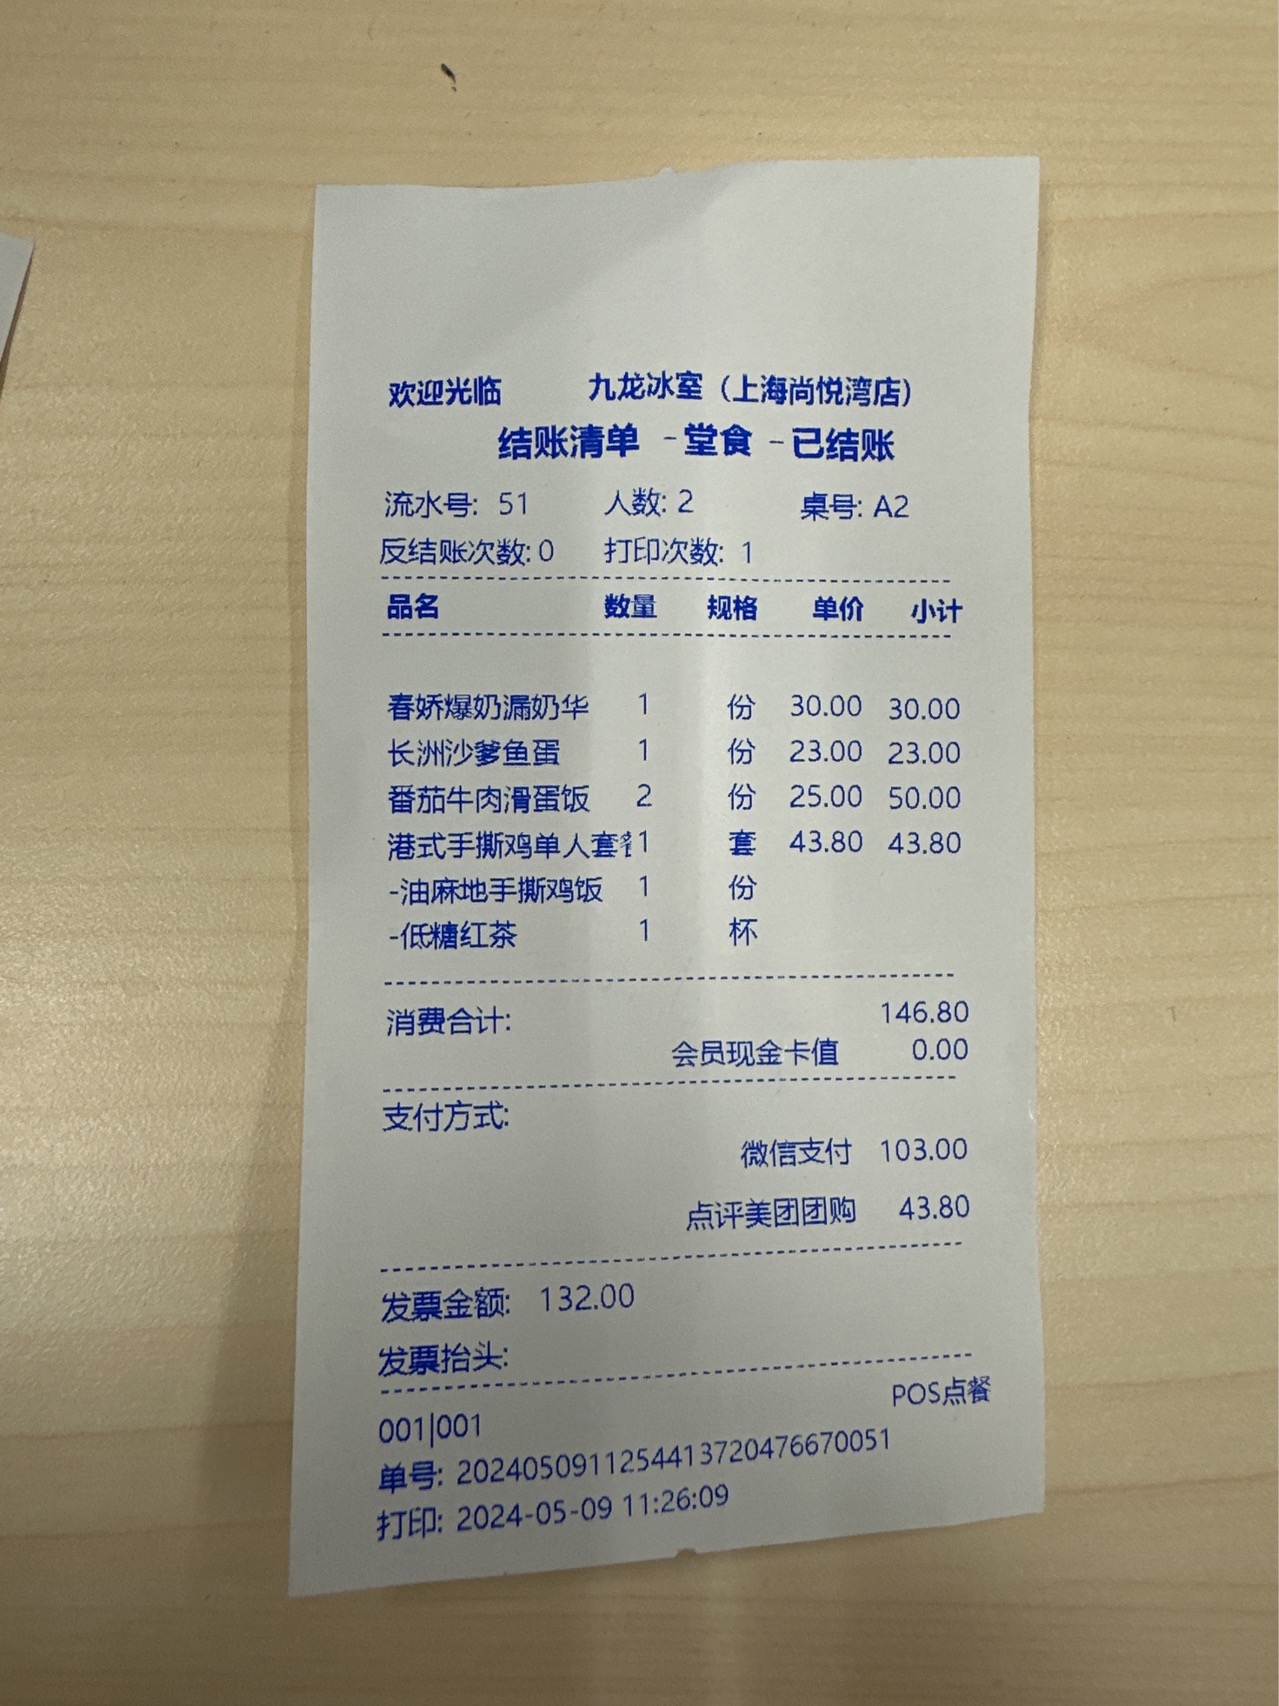 欢迎光临 九龙冰室（上海尚悦湾店）
结账清单 -堂食 -已结账
流水号: 51 人数: 2 桌号: A2
反结账次数: 0 打印次数: 1
品名 数量 规格 单价 小计
春娇爆奶漏奶华 1 份 30.00 30.00
长洲沙爹鱼蛋 1 份 23.00 23.00
番茄牛肉滑蛋饭 2 份 25.00 50.00
港式手撕鸡单人套 1 套 43.80 43.80
-油麻地手撕鸡饭 1 份
-低糖红茶 1 杯
消费合计: 146.80
会员现金卡值 0.00
支付方式:
微信支付 103.00
点评美团团购 43.80
发票金额: 132.00
发票抬头:
POS点餐
001|001
单号: 2024050911254413720476670051
打印: 2024-05-09 11:26:09